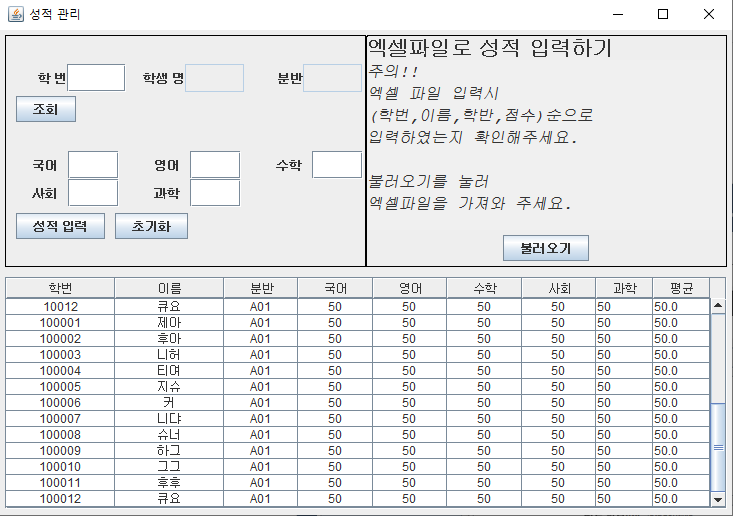 성적 관리
학 번 학생 명 분반
조회
국어 영어 수학
사회 과학
성적 입력 초기화
엑셀파일로 성적 입력하기
주의!!
엑셀 파일 입력시
(학번,이름,학반,점수)순으로
입력하였는지 확인해주세요.
불러오기를 눌러
엑셀파일을 가져와 주세요.
불러오기
학번 이름 분반 국어 영어 수학 사회 과학 평균
10012 큐요 A01 50 50 50 50 50 50.0
100001 제아 A01 50 50 50 50 50 50.0
100002 후아 A01 50 50 50 50 50 50.0
100003 니허 A01 50 50 50 50 50 50.0
100004 티여 A01 50 50 50 50 50 50.0
100005 지슈 A01 50 50 50 50 50 50.0
100006 커 A01 50 50 50 50 50 50.0
100007 니댜 A01 50 50 50 50 50 50.0
100008 슈너 A01 50 50 50 50 50 50.0
100009 하그 A01 50 50 50 50 50 50.0
100010 그그 A01 50 50 50 50 50 50.0
100011 후후 A01 50 50 50 50 50 50.0
100012 큐요 A01 50 50 50 50 50 50.0